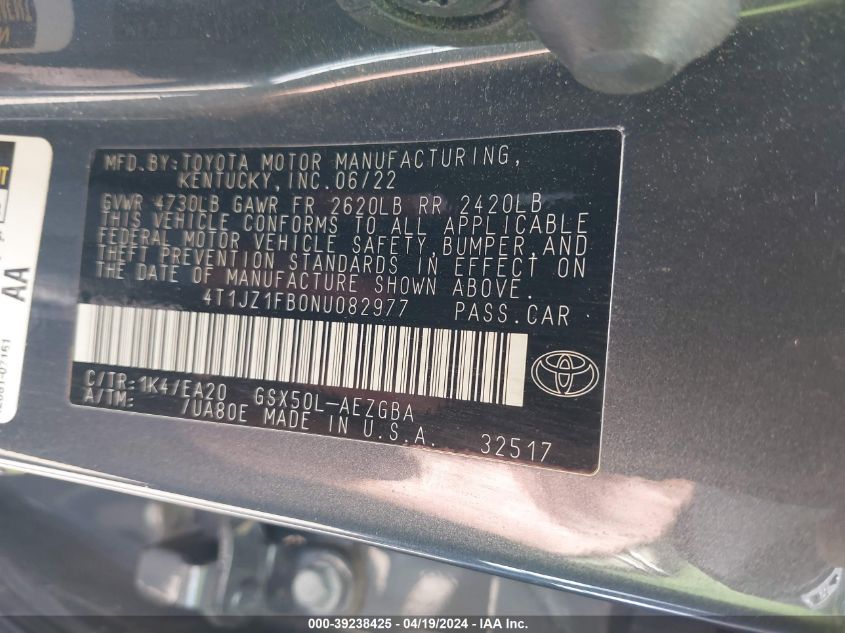 MFD.BY:TOYOTA MOTOR MANUFACTURING,
KENTUCKY, INC.06/22
GVWR 4730LB GAWR FR 2620LB RR 2420LB
THIS VEHICLE CONFORMS TO ALL APPLICABLE
FEDERAL MOTOR VEHICLE SAFETY, BUMPER, AND
THEFT PREVENTION STANDARDS IN EFFECT ON
THE DATE OF MANUFACTURE SHOWN ABOVE.
4T1JZ1FB0NU082977 PASS.CAR
C/TR:1K4/EA20 GSX50L-AEZGBA
A/TM: /UA80E MADE IN U.S.A. 32517
AA
000-39238425 - 04/19/2024 - IAA Inc.